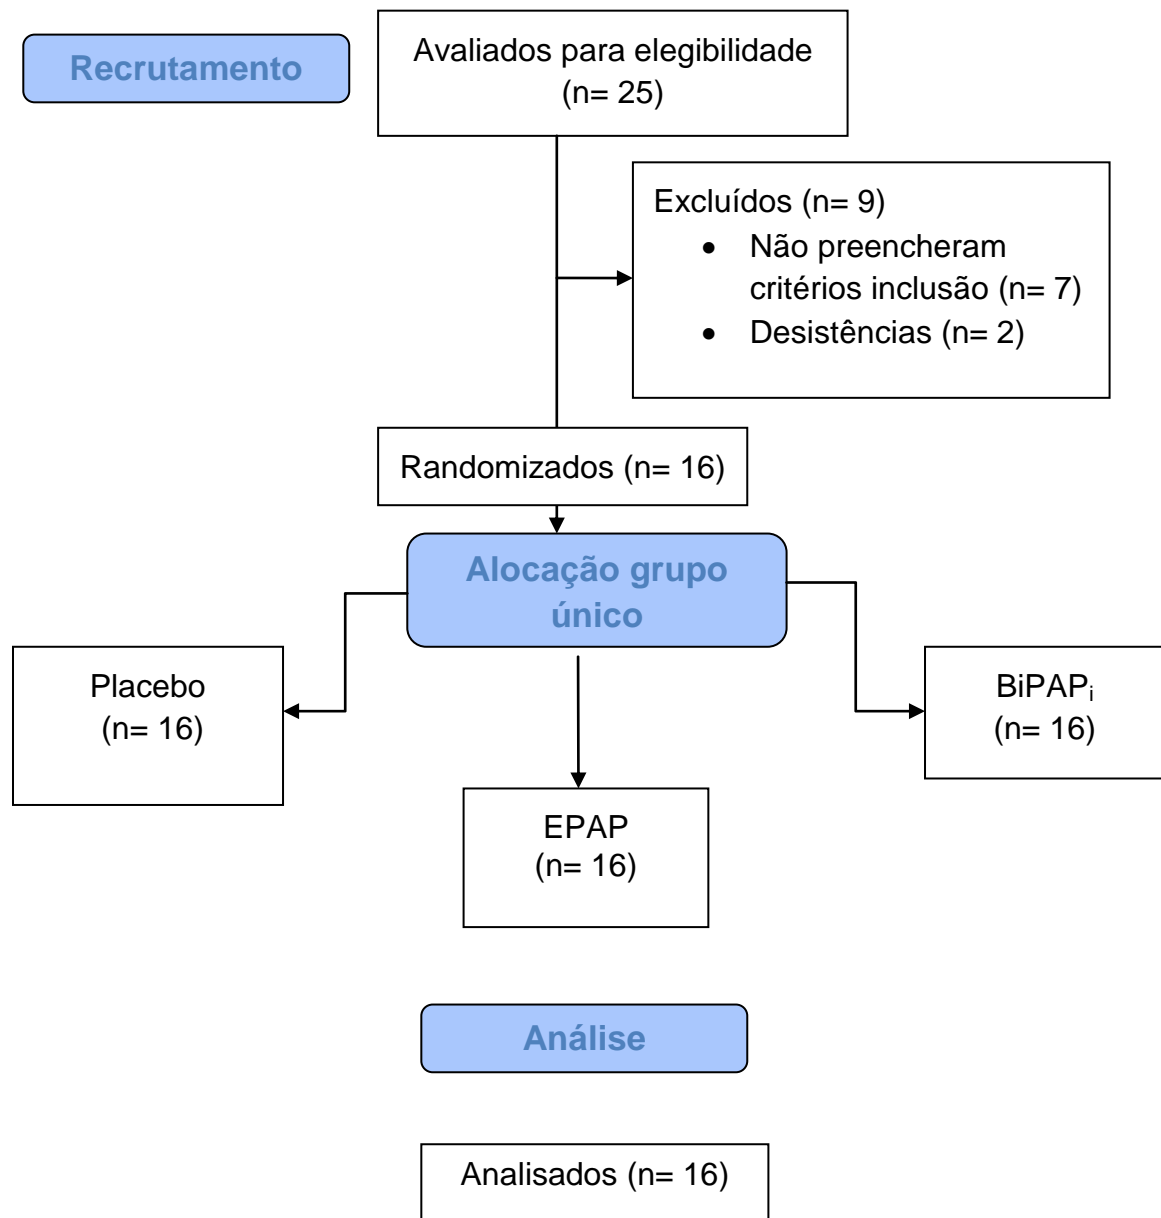 Recrutamento
Avaliados para elegibilidade
(n= 25)
Excluídos (n= 9)
• Não preencheram
critérios inclusão (n= 7)
• Desistências (n= 2)
Randomizados (n= 16)
Alocação grupo
único
Placebo
(n= 16)
EPAP
(n= 16)
BiPAPᵢ
(n= 16)
Análise
Analisados (n= 16)